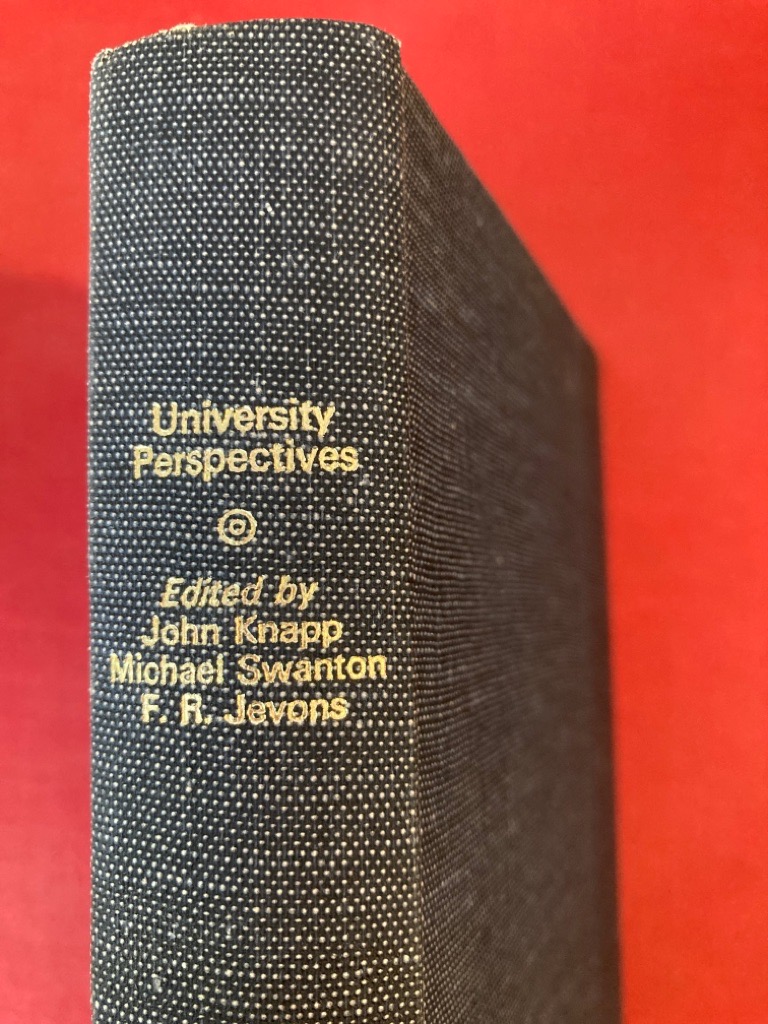 University
Perspectives
Edited by
John Knapp
Michael Swanton
F. R. Jevons